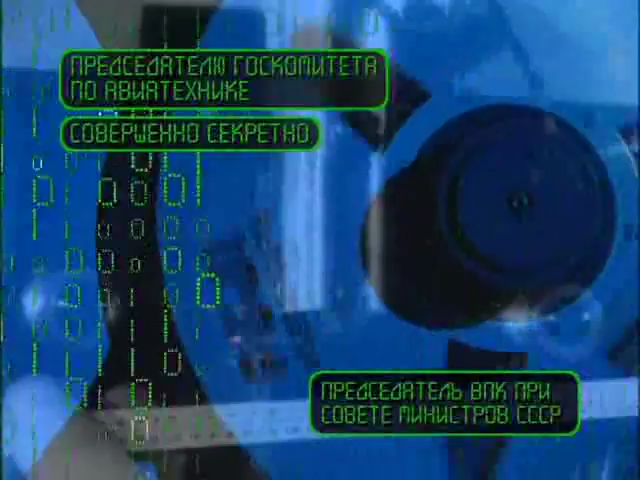 ПРЕДСЕДАТЕЛЮ ГОСКОМИТЕТА
ПО АВИАТЕХНИКЕ
СОВЕРШЕННО СЕКРЕТНО
ПРЕДСЕДАТЕЛЬ ВПК ПРИ
СОВЕТЕ МИНИСТРОВ СССР